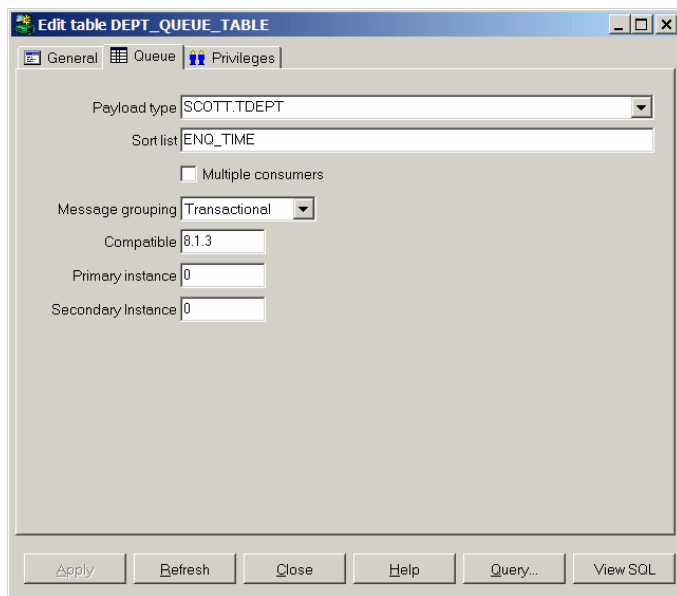 Edit table DEPT_QUEUE_TABLE
General Queue Privileges
Payload type SCOTT.TDEPT
Sort list ENQ_TIME
Multiple consumers
Message grouping Transactional
Compatible 8.1.3
Primary instance 0
Secondary Instance 0
Apply Refresh Close Help Query... View SQL